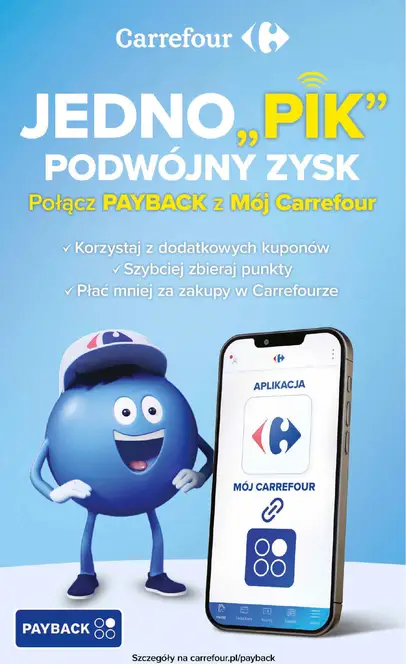 Carrefour
JEDNO „PIK”
PODWÓJNY ZYSK
Połącz PAYBACK z Mój Carrefour
✓ Korzystaj z dodatkowych kuponów
✓ Szybciej zbieraj punkty
✓ Płać mniej za zakupy w Carrefourze
APLIKACJA
MÓJ CARREFOUR
PAYBACK
Szczegóły na carrefour.pl/payback